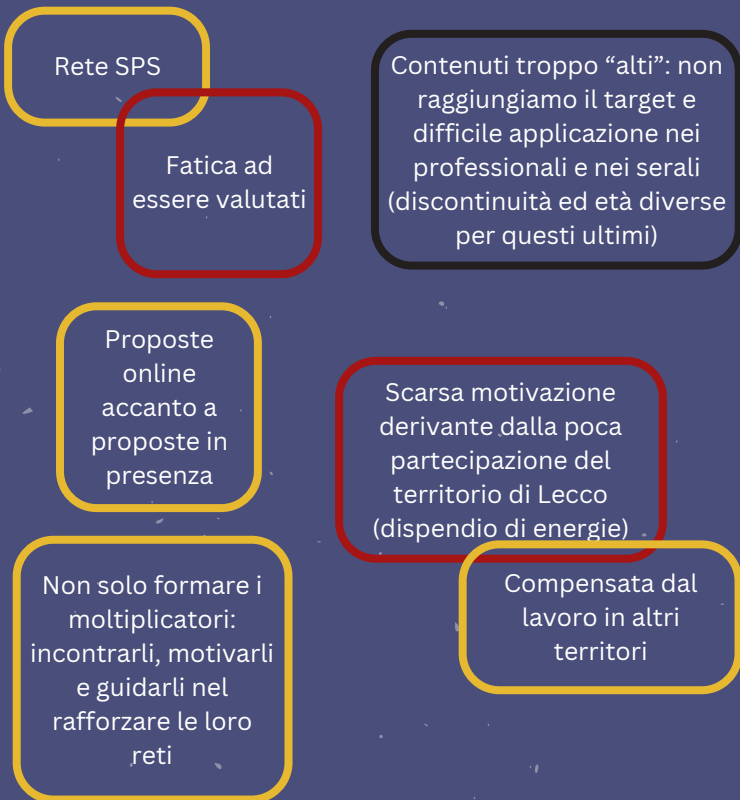 Rete SPS
Fatica ad
essere valutati
Contenuti troppo “alti”: non
raggiungiamo il target e
difficile applicazione nei
professionali e nei serali
(discontinuità ed età diverse
per questi ultimi)
Proposte
online
accanto a
proposte in
presenza
Scarsa motivazione
derivante dalla poca
partecipazione del
territorio di Lecco
(dispendio di energie)
Compensata dal
lavoro in altri
territori
Non solo formare i
moltiplicatori:
incontrarli, motivarli
e guidarli nel
rafforzare le loro
reti